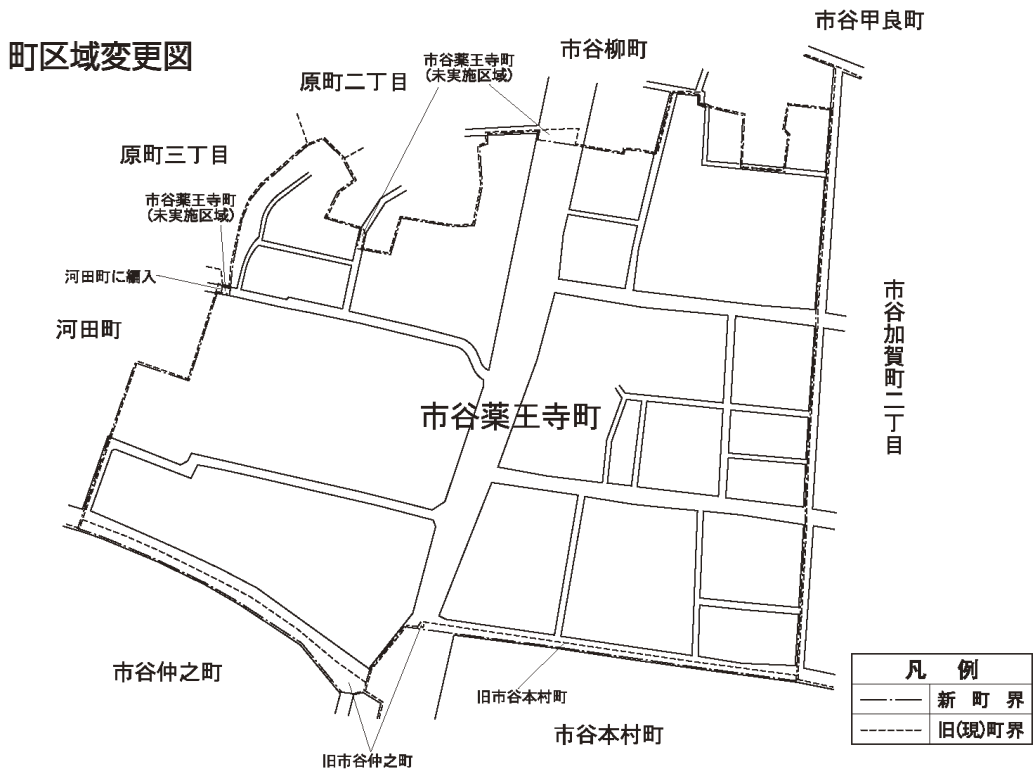 町区域変更図
市谷甲良町
市谷柳町
市谷薬王寺町
(未実施区域)
原町二丁目
原町三丁目
市谷薬王寺町
(未実施区域)
河田町に編入
河田町
市谷加賀町二丁目
市谷薬王寺町
市谷仲之町
旧市谷本村町
市谷本村町
旧市谷仲之町
凡 例
新 町 界
旧(現)町界